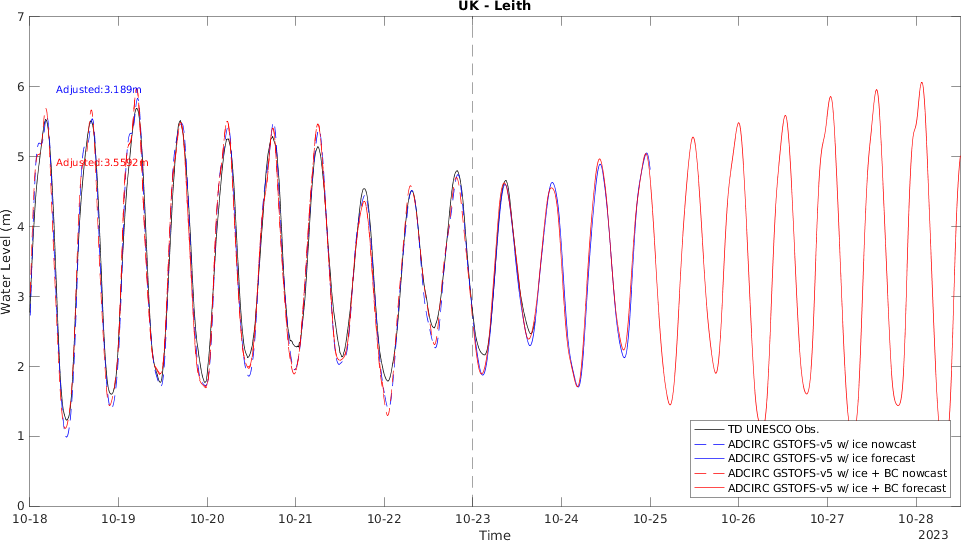 UK - Leith
7
6
5
4
3
2
1
0
Water Level (m)
Adjusted:3.189m
Adjusted:3.5592m
TD UNESCO Obs.
ADCIRC GSTOFS-v5 w/ ice nowcast
ADCIRC GSTOFS-v5 w/ ice forecast
ADCIRC GSTOFS-v5 w/ ice + BC nowcast
ADCIRC GSTOFS-v5 w/ ice + BC forecast
10-18 10-19 10-20 10-21 10-22 10-23 10-24 10-25 10-26 10-27 10-28
Time
2023